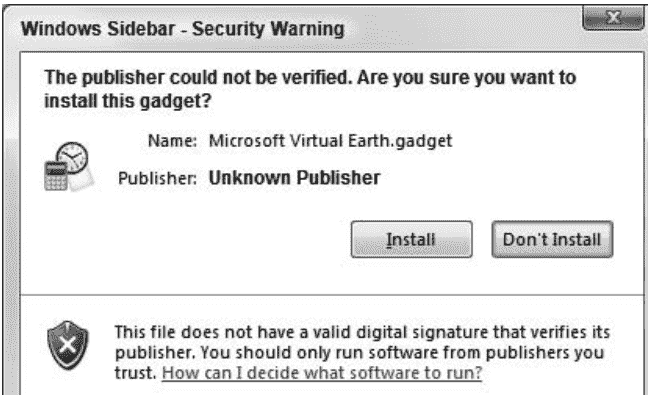 Windows Sidebar - Security Warning
The publisher could not be verified. Are you sure you want to
install this gadget?
Name: Microsoft Virtual Earth.gadget
Publisher: Unknown Publisher
Install
Don't Install
This file does not have a valid digital signature that verifies its
publisher. You should only run software from publishers you
trust. How can I decide what software to run?